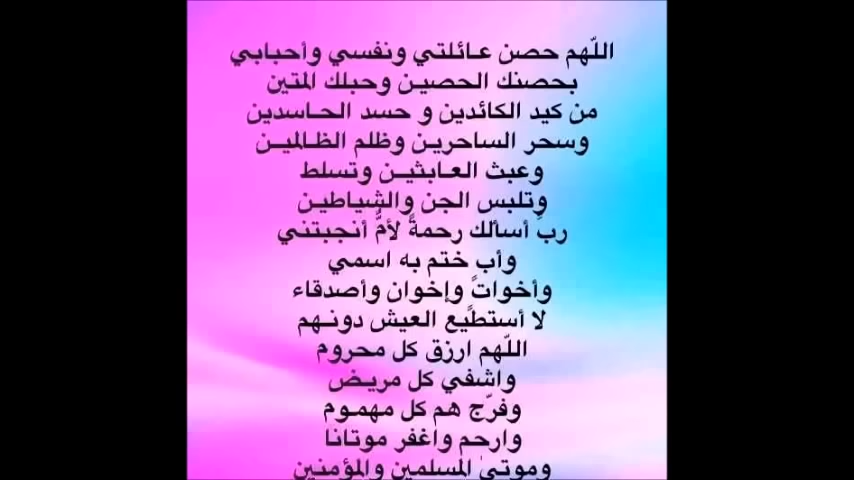 اللّهم حصن عائلتي ونفسي وأحبابي
بحصنك الحصين وحبلك المتين
من كيد الكائدين و حسد الحاسدين
وسحر الساحرين وظلم الظالمين
وعبث العابثين وتسلط
وتلبس الجن والشياطين
ربِّ أسألك رحمةً لأمٍّ أنجبتني
وأب ختم به اسمي
وأخواتً وإخوان وأصدقاء
لا أستطيع العيش دونهم
اللّهم ارزق كل محروم
واشفي كل مريض
وفرّج هم كل مهموم
وارحم واغفر موتانا
وموتى المسلمين والمؤمنين